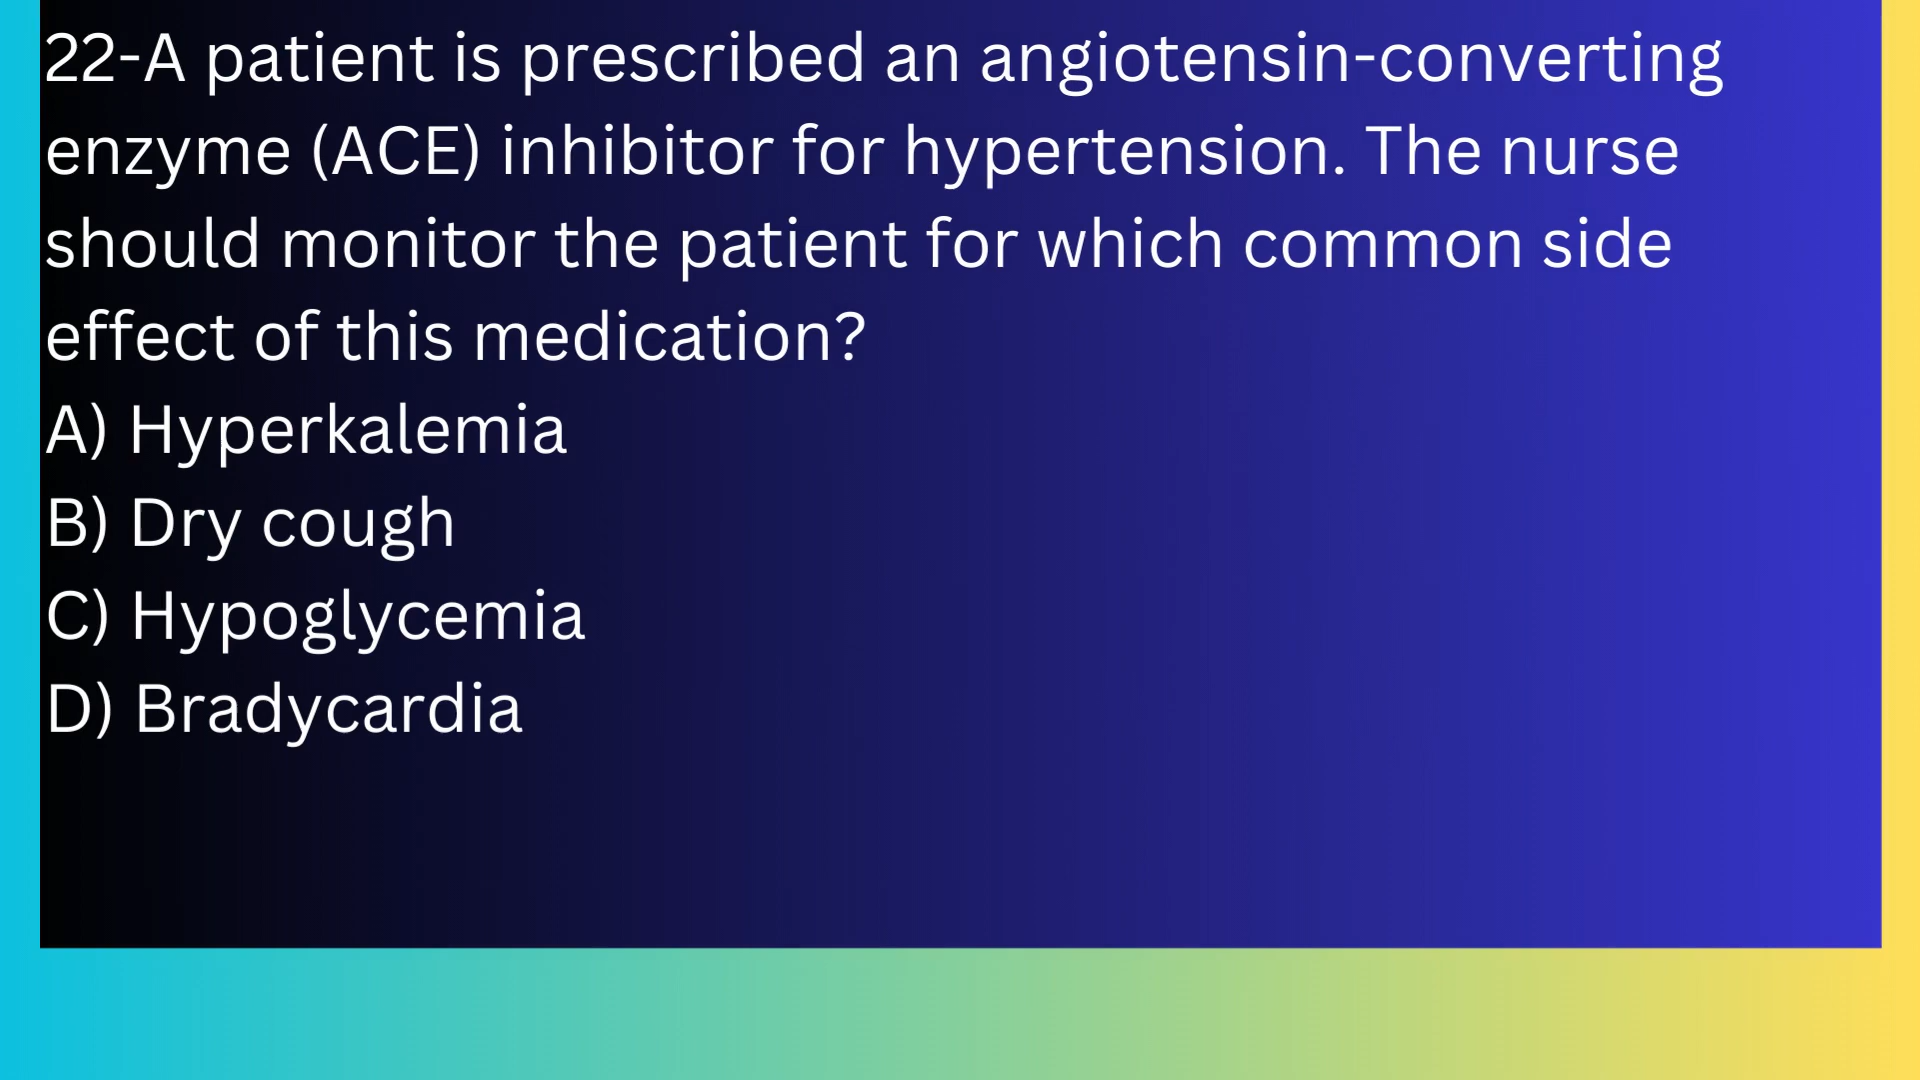 22-A patient is prescribed an angiotensin-converting
enzyme (ACE) inhibitor for hypertension. The nurse
should monitor the patient for which common side
effect of this medication?
A) Hyperkalemia
B) Dry cough
C) Hypoglycemia
D) Bradycardia